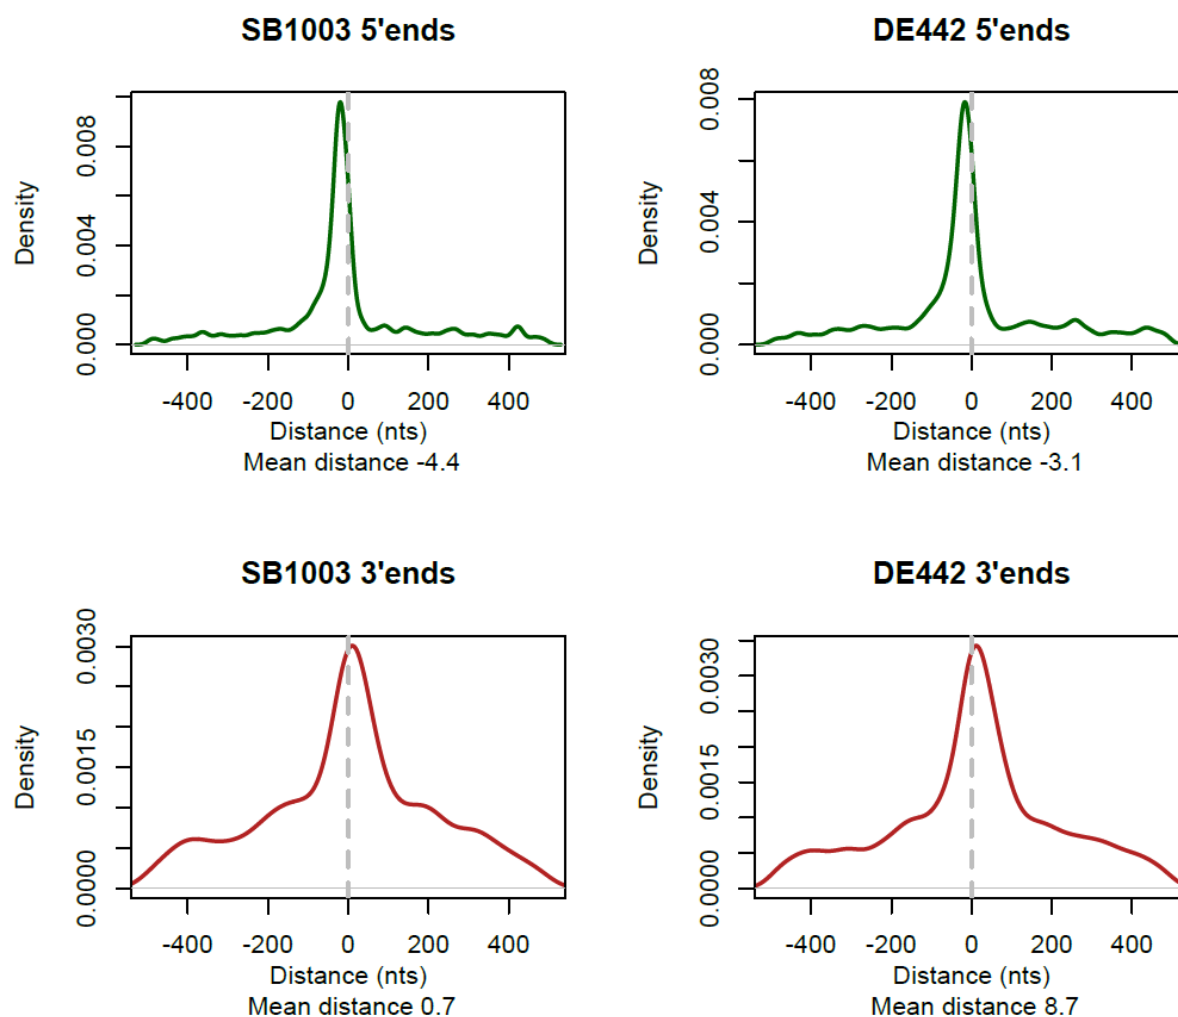 SB1003 5'ends
Density
0.000 0.004 0.008
-400 -200 0 200 400
Distance (nts)
Mean distance -4.4
DE442 5'ends
Density
0.000 0.004 0.008
-400 -200 0 200 400
Distance (nts)
Mean distance -3.1
SB1003 3'ends
Density
0.0000 0.0015 0.0030
-400 -200 0 200 400
Distance (nts)
Mean distance 0.7
DE442 3'ends
Density
0.0000 0.0015 0.0030
-400 -200 0 200 400
Distance (nts)
Mean distance 8.7